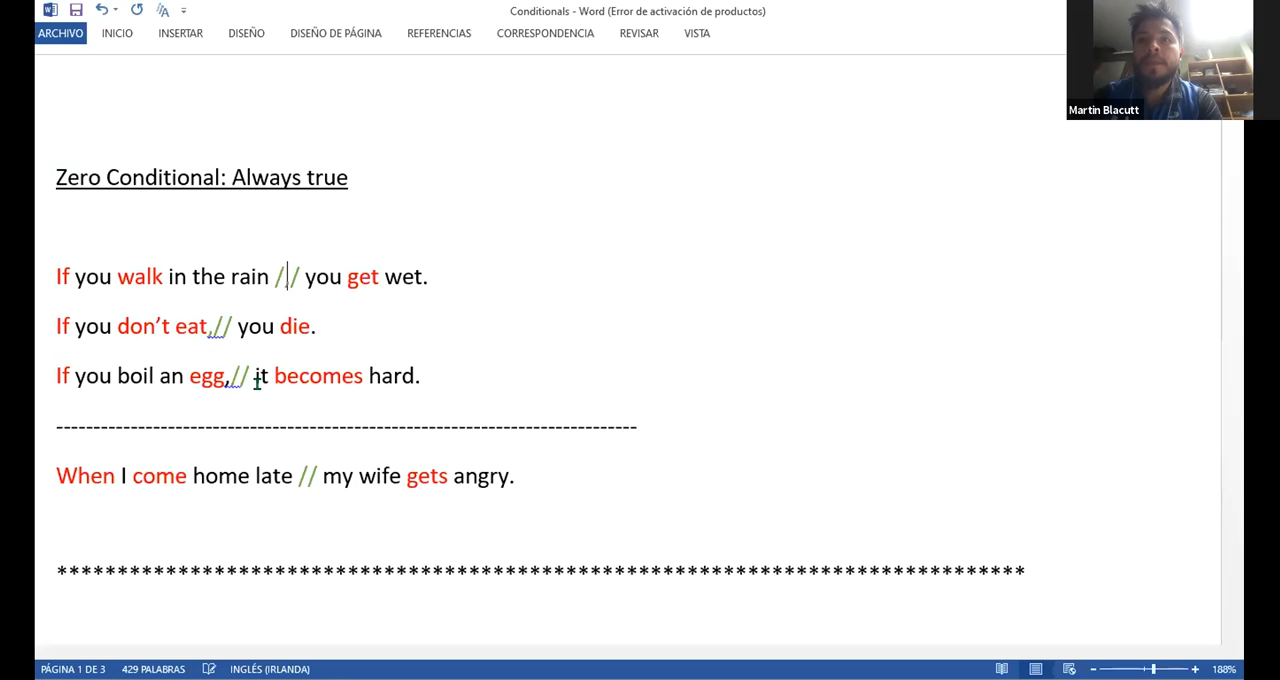 Conditionals - Word (Error de activación de productos)
ARCHIVO INICIO INSERTAR DISEÑO DISEÑO DE PÁGINA REFERENCIAS CORRESPONDENCIA REVISAR VISTA
Martin Blacutt
Zero Conditional: Always true
If you walk in the rain // you get wet.
If you don’t eat,// you die.
If you boil an egg,// it becomes hard.
-------------------------------------------------------------------------------
When I come home late // my wife gets angry.
********************************************************************************
PÁGINA 1 DE 3 429 PALABRAS INGLÉS (IRLANDA) 188%